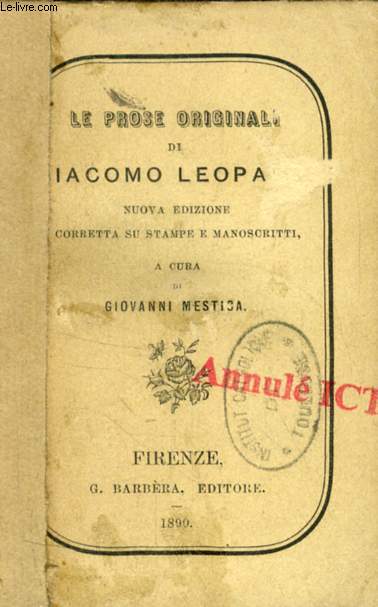 Le-livre.com
LE PROSE ORIGINALI
DI
IACOMO LEOPA
NUOVA EDIZIONE
CORRETTA SU STAMPE E MANOSCRITTI,
A CURA
DI
GIOVANNI MESTICA.
Annulé ICT
INSTITUT
FIRENZE,
G. BARBÈRA, EDITORE.
1890.